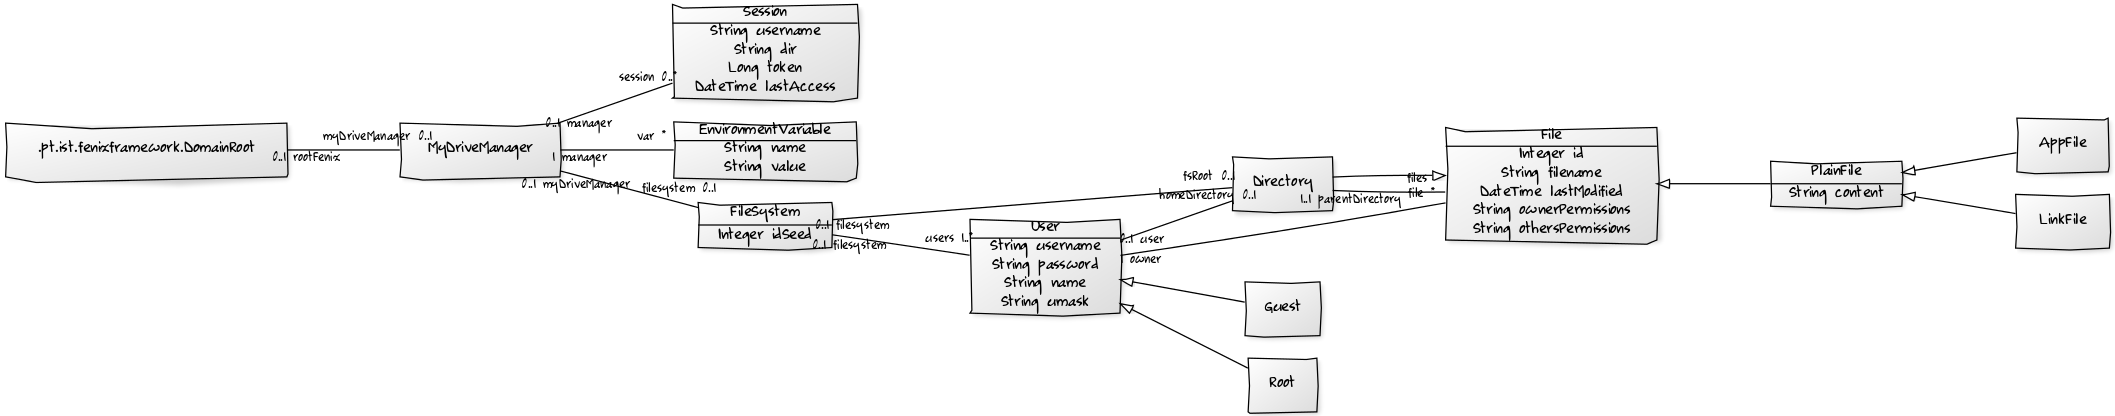 Session
String username
String dir
Long token
DateTime lastAccess
session 0..*
0..1 manager
.pt.ist.fenixframework.DomainRoot
myDriveManager 0..1
0..1 rootFenix
MyDriveManager
var *
1 manager
EnvironmentVariable
String name
String value
0..1 myDriveManager
filesystem 0..1
FileSystem
Integer idSeed
0..1 filesystem
0..1 filesystem
users 1..*
User
String username
String password
String name
String umask
fsRoot 0..1
homeDirectory 0..1
Directory
0..1 user
owner
1..1 parentDirectory
files
file *
File
Integer id
String filename
DateTime lastModified
String ownerPermissions
String othersPermissions
Guest
Root
PlainFile
String content
AppFile
LinkFile